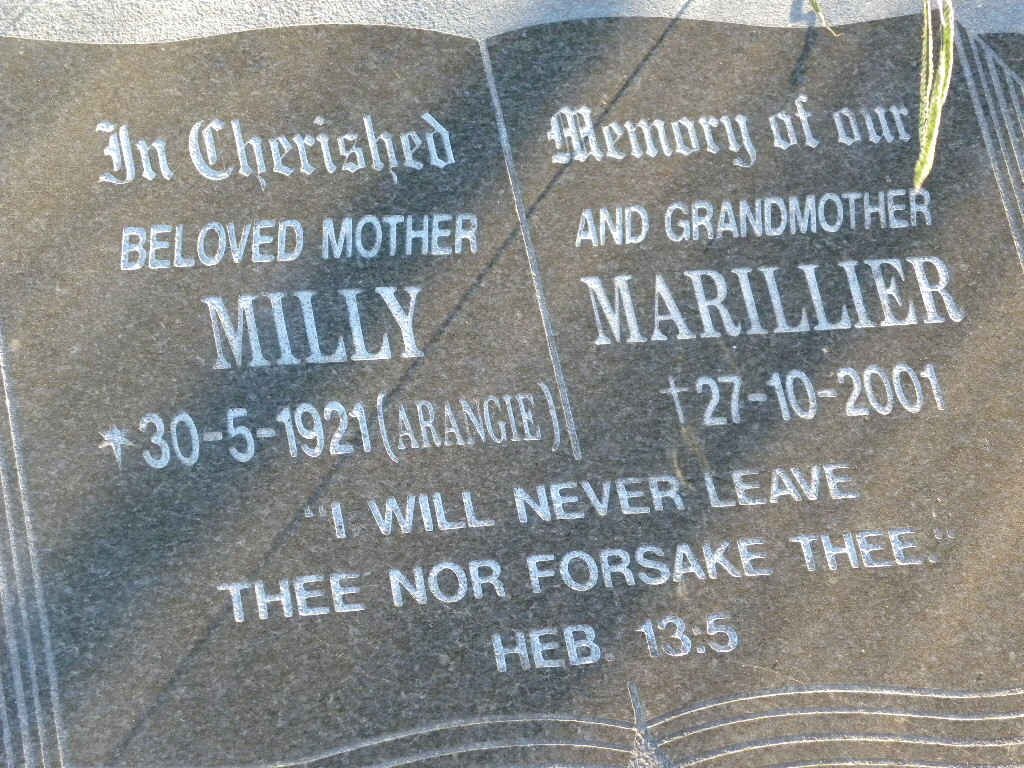 In Cherished Memory of our
BELOVED MOTHER AND GRANDMOTHER
MILLY MARILLIER
*30-5-1921 (ARANGIE) †27-10-2001
"I WILL NEVER LEAVE
THEE NOR FORSAKE THEE."
HEB. 13:5